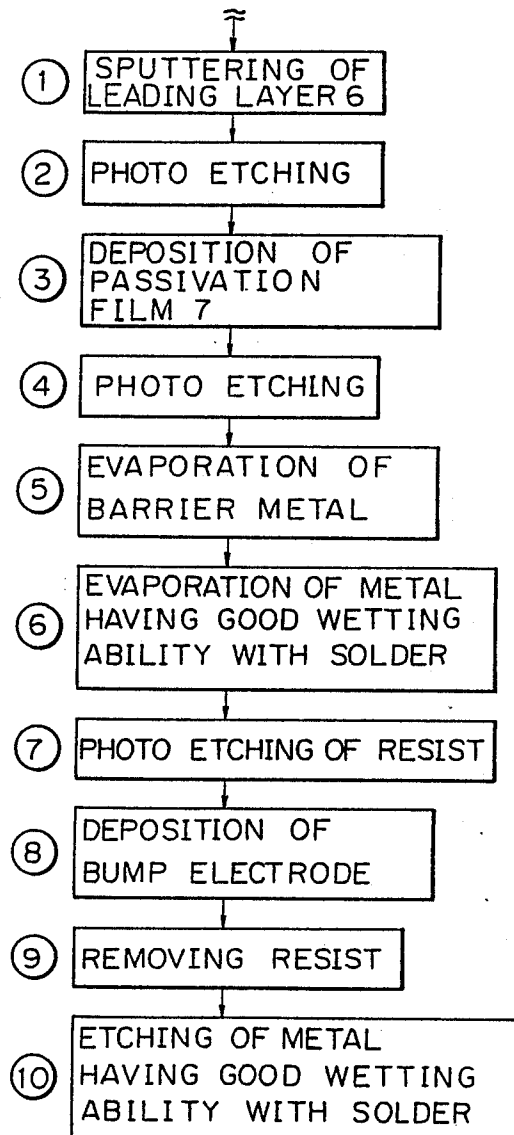 ① SPUTTERING OF
LEADING LAYER 6
② PHOTO ETCHING
③ DEPOSITION OF
PASSIVATION
FILM 7
④ PHOTO ETCHING
⑤ EVAPORATION OF
BARRIER METAL
⑥ EVAPORATION OF METAL
HAVING GOOD WETTING
ABILITY WITH SOLDER
⑦ PHOTO ETCHING OF RESIST
⑧ DEPOSITION OF
BUMP ELECTRODE
⑨ REMOVING RESIST
⑩ ETCHING OF METAL
HAVING GOOD WETTING
ABILITY WITH SOLDER